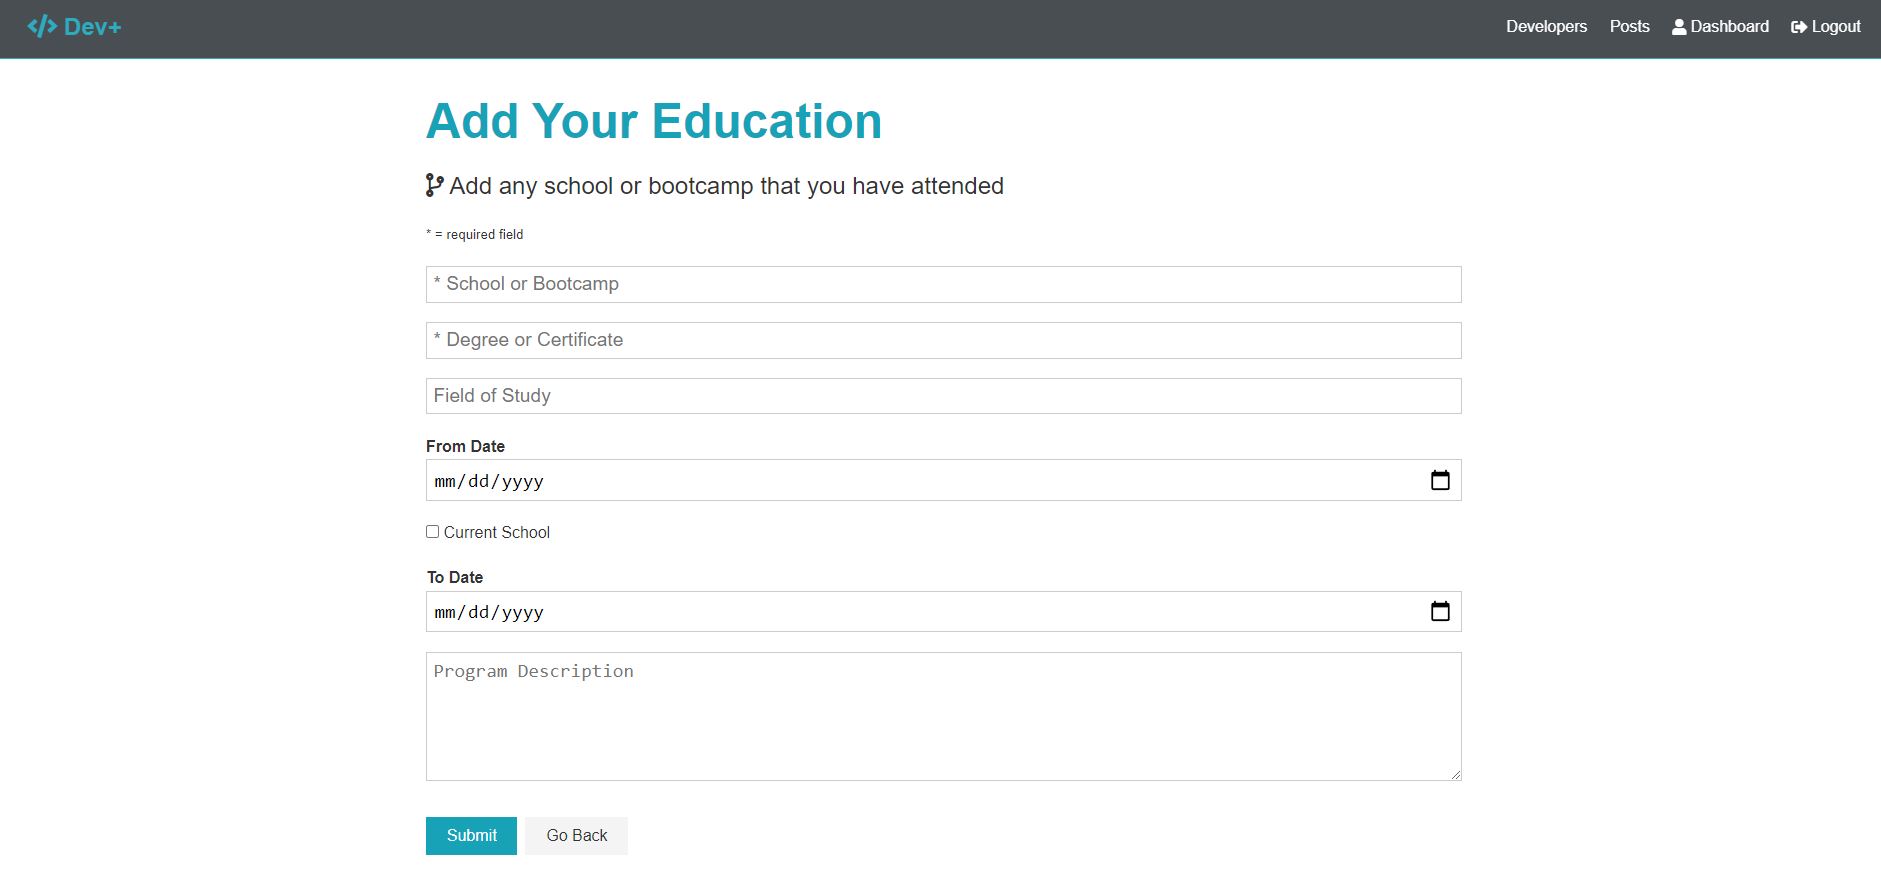 Dev+
Developers Posts Dashboard Logout
Add Your Education
Add any school or bootcamp that you have attended
* = required field
* School or Bootcamp
* Degree or Certificate
Field of Study
From Date
mm/dd/yyyy
Current School
To Date
mm/dd/yyyy
Program Description
Submit Go Back